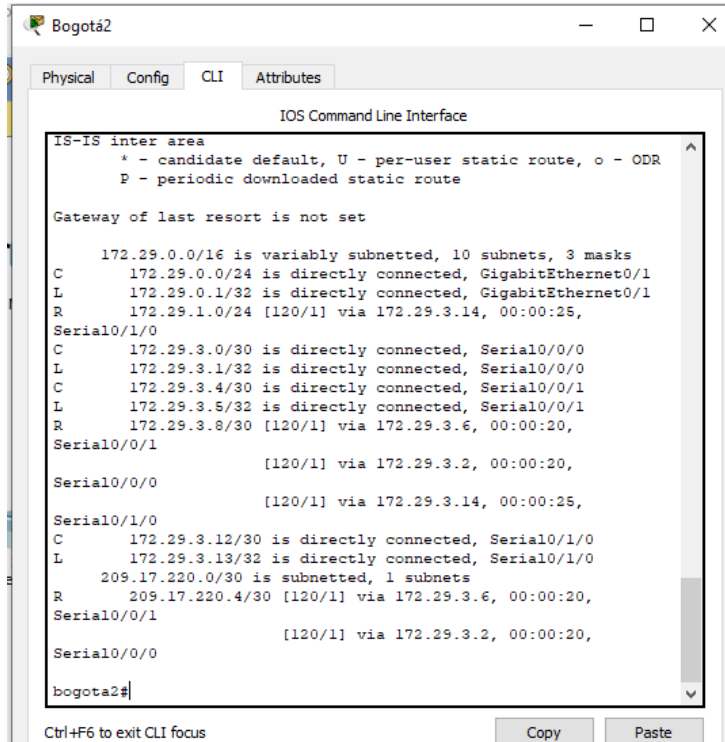 Bogotá2
Physical Config CLI Attributes
IOS Command Line Interface
IS-IS inter area
* - candidate default, U - per-user static route, o - ODR
P - periodic downloaded static route
Gateway of last resort is not set
172.29.0.0/16 is variably subnetted, 10 subnets, 3 masks
C 172.29.0.0/24 is directly connected, GigabitEthernet0/1
L 172.29.0.1/32 is directly connected, GigabitEthernet0/1
R 172.29.1.0/24 [120/1] via 172.29.3.14, 00:00:25,
Serial0/1/0
C 172.29.3.0/30 is directly connected, Serial0/0/0
L 172.29.3.1/32 is directly connected, Serial0/0/0
C 172.29.3.4/30 is directly connected, Serial0/0/1
L 172.29.3.5/32 is directly connected, Serial0/0/1
R 172.29.3.8/30 [120/1] via 172.29.3.6, 00:00:20,
Serial0/0/1
[120/1] via 172.29.3.2, 00:00:20,
Serial0/0/0
[120/1] via 172.29.3.14, 00:00:25,
Serial0/1/0
C 172.29.3.12/30 is directly connected, Serial0/1/0
L 172.29.3.13/32 is directly connected, Serial0/1/0
209.17.220.0/30 is subnetted, 1 subnets
R 209.17.220.4/30 [120/1] via 172.29.3.6, 00:00:20,
Serial0/0/1
[120/1] via 172.29.3.2, 00:00:20,
Serial0/0/0
bogota2#
Ctrl+F6 to exit CLI focus
Copy Paste